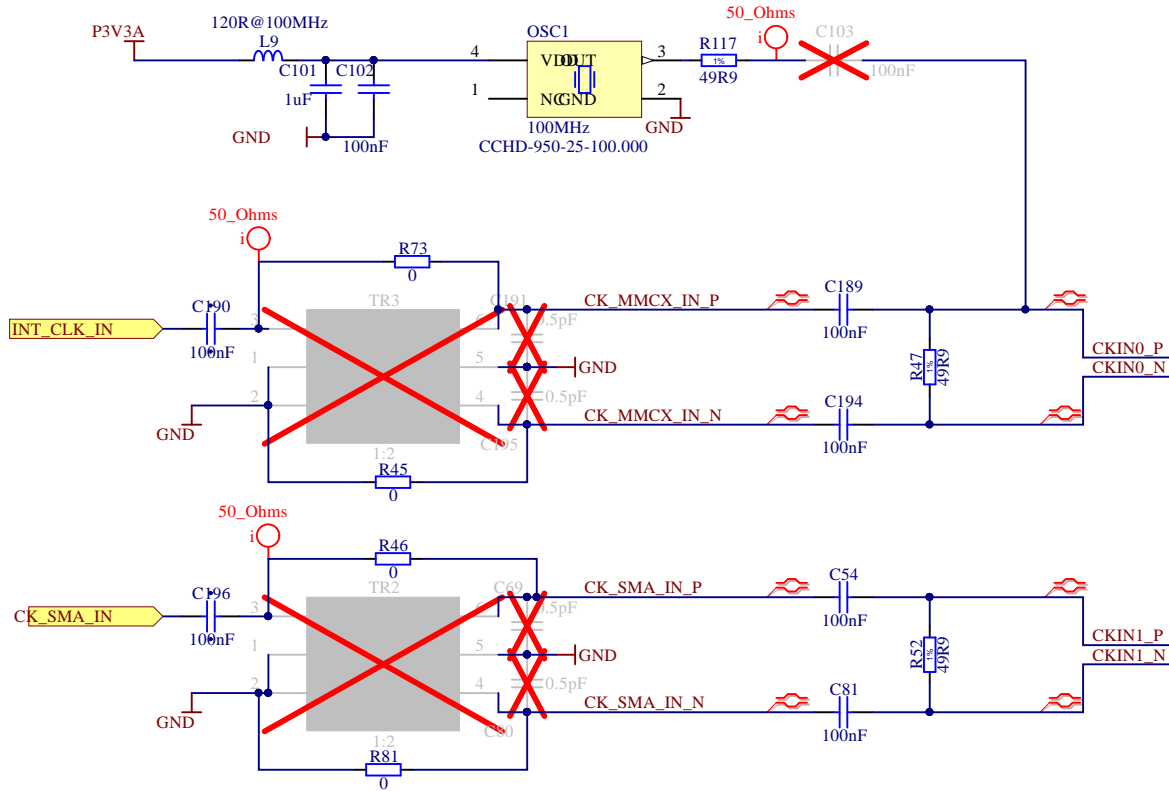 50_Ohms
120R@100MHz
P3V3A
L9
OSC1
R117
i
C103
C101
C102
4
VDD
OUT
3
1%
49R9
100nF
1uF
1
NC
GND
2
GND
100nF
100MHz
GND
CCHD-950-25-100.000
50_Ohms
i
R73
0
TR3
C191
CK_MMCX_IN_P
C189
C190
3
6
0.5pF
INT_CLK_IN
100nF
100nF
1
5
GND
R47
1%
49R9
CKIN0_P
CKIN0_N
2
4
0.5pF
CK_MMCX_IN_N
C194
GND
1:2
C195
100nF
R45
0
50_Ohms
i
R46
0
TR2
C69
CK_SMA_IN_P
C54
C196
3
6
0.5pF
CK_SMA_IN
100nF
100nF
1
5
GND
R52
1%
49R9
CKIN1_P
CKIN1_N
2
4
0.5pF
CK_SMA_IN_N
C81
GND
1:2
C80
100nF
R81
0